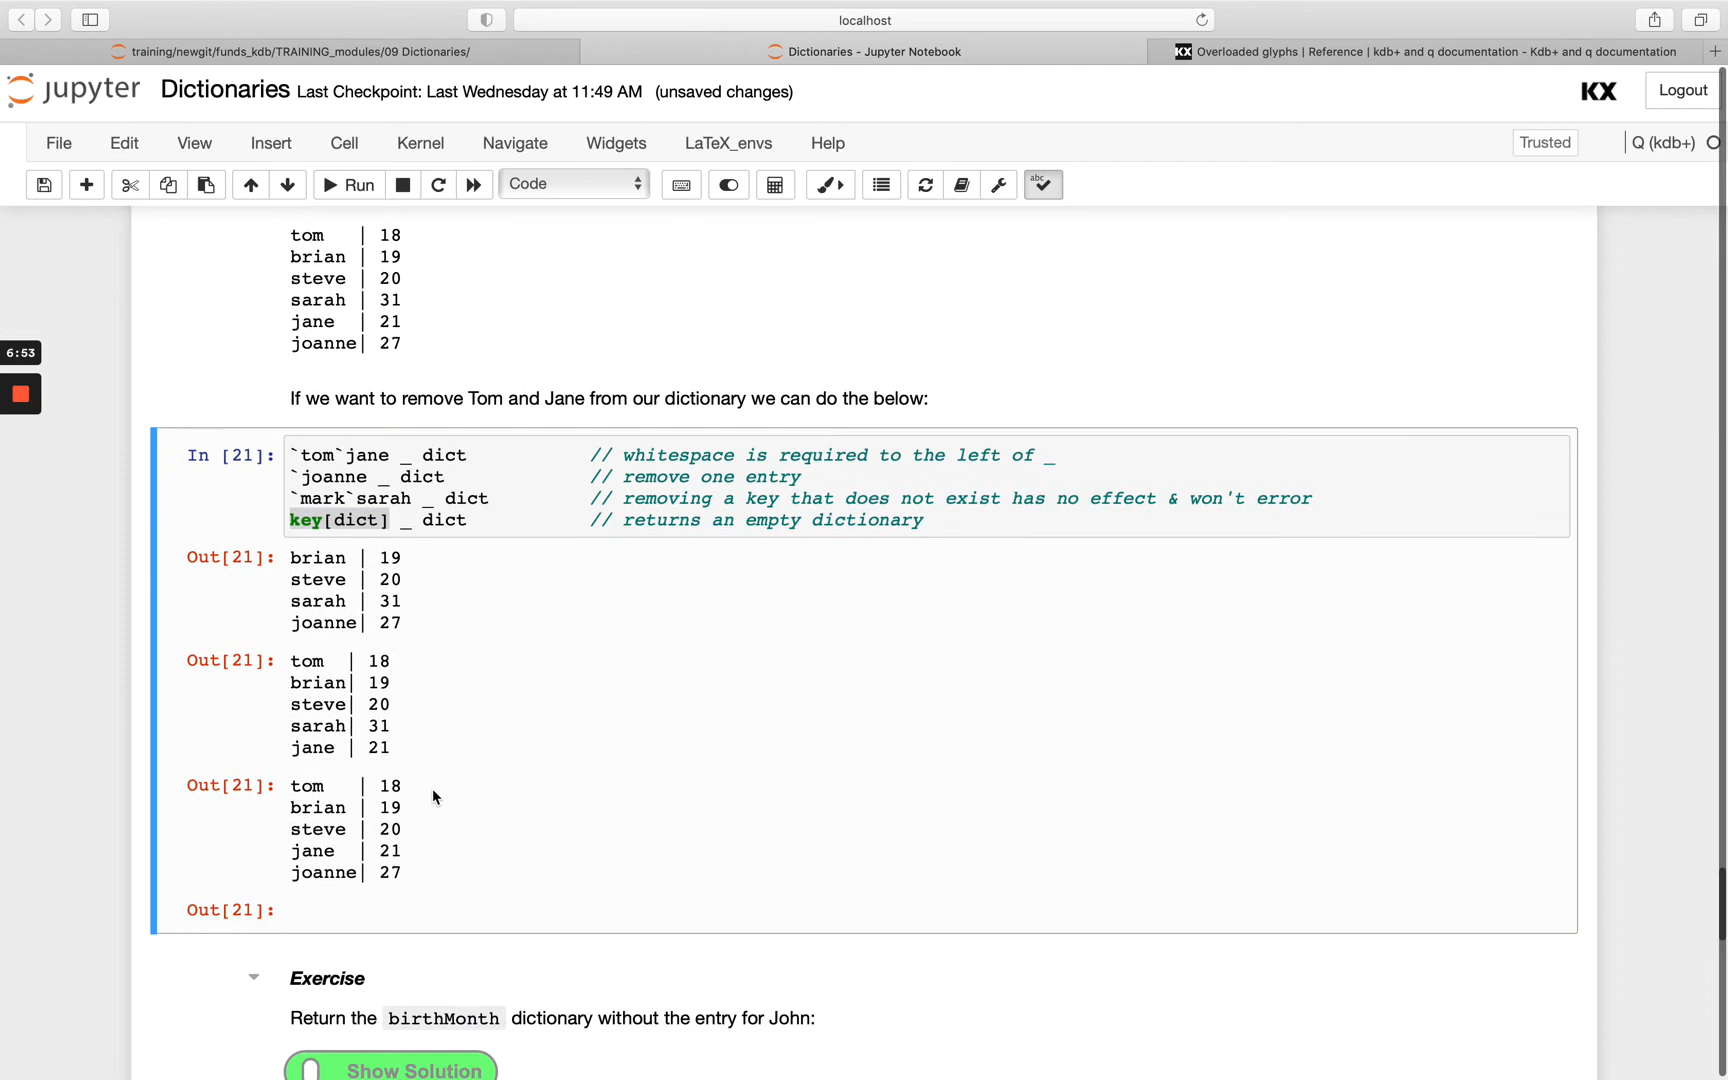 localhost
training/newgit/funds_kdb/TRAINING_modules/09 Dictionaries/
Dictionaries - Jupyter Notebook
KX Overloaded glyphs | Reference | kdb+ and q documentation - Kdb+ and q documentation
jupyter Dictionaries Last Checkpoint: Last Wednesday at 11:49 AM (unsaved changes)
KX
Logout
File Edit View Insert Cell Kernel Navigate Widgets LaTeX_envs Help
Trusted
Q (kdb+)
Run
Code
abc
tom | 18
brian | 19
steve | 20
sarah | 31
jane | 21
joanne| 27
6:53
If we want to remove Tom and Jane from our dictionary we can do the below:
In [21]: `tom`jane _ dict // whitespace is required to the left of _
`joanne _ dict // remove one entry
`mark`sarah _ dict // removing a key that does not exist has no effect & won't error
key[dict] _ dict // returns an empty dictionary
Out[21]: brian | 19
steve | 20
sarah | 31
joanne| 27
Out[21]: tom | 18
brian| 19
steve| 20
sarah| 31
jane | 21
Out[21]: tom | 18
brian | 19
steve | 20
jane | 21
joanne| 27
Out[21]:
Exercise
Return the birthMonth dictionary without the entry for John:
Show Solution